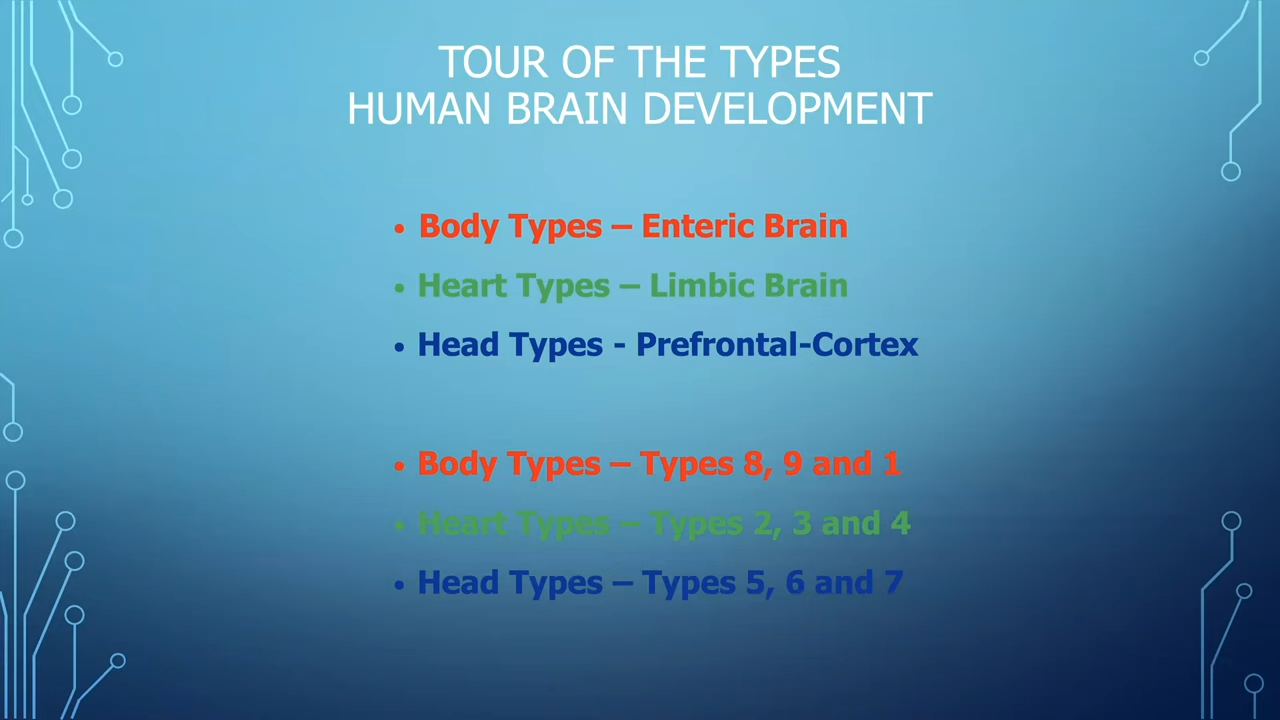 TOUR OF THE TYPES
HUMAN BRAIN DEVELOPMENT
• Body Types – Enteric Brain
• Heart Types – Limbic Brain
• Head Types - Prefrontal-Cortex
• Body Types – Types 8, 9 and 1
• Heart Types – Types 2, 3 and 4
• Head Types – Types 5, 6 and 7